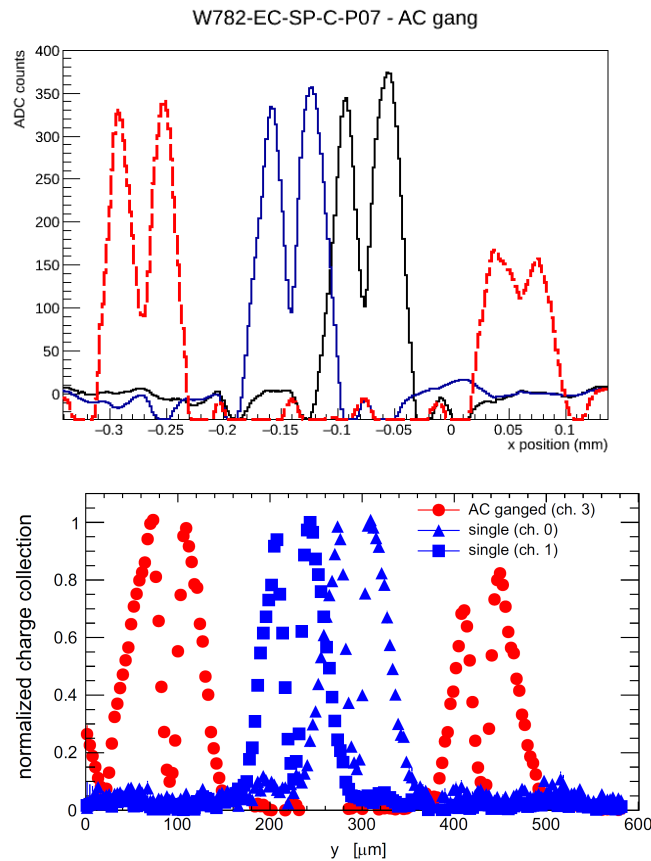 W782-EC-SP-C-P07 - AC gang
ADC counts
400
350
300
250
200
150
100
50
0
−0.3 −0.25 −0.2 −0.15 −0.1 −0.05 0 0.05 0.1
x position (mm)
normalized charge collection
1
0.8
0.6
0.4
0.2
0
AC ganged (ch. 3)
single (ch. 0)
single (ch. 1)
0 100 200 300 400 500 600
y [μm]